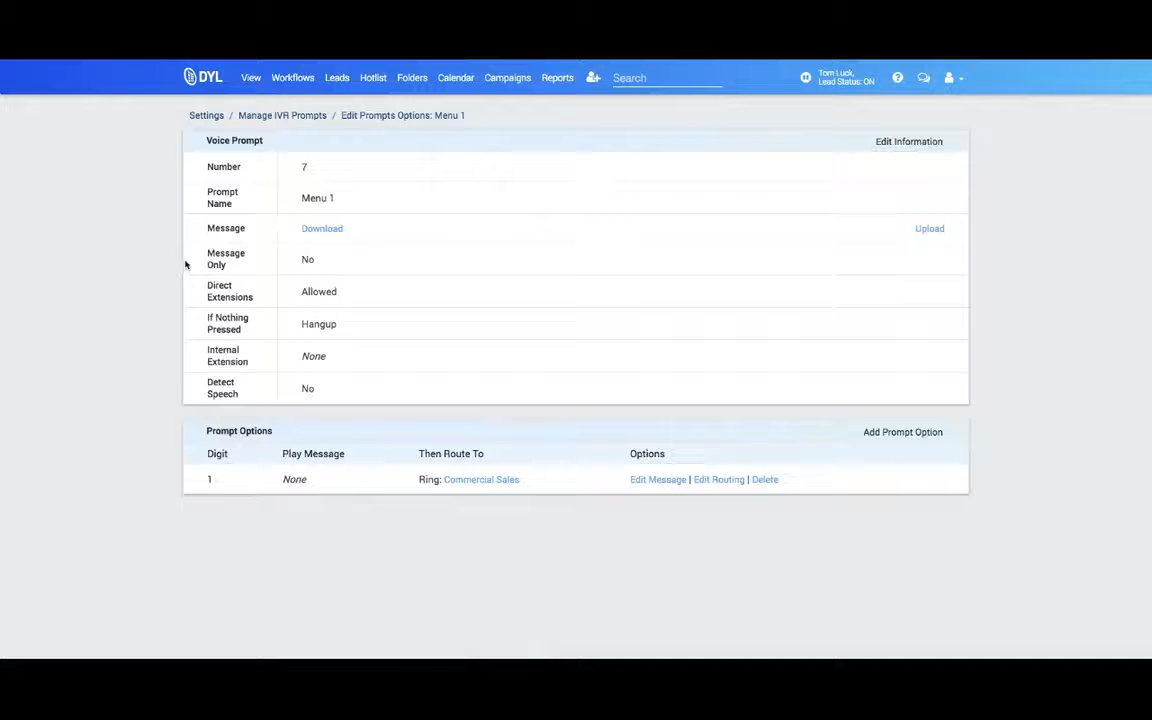 DYL View Workflows Leads Hotlist Folders Calendar Campaigns Reports Search Tom Luck,
Lead Status: ON
Settings / Manage IVR Prompts / Edit Prompts Options: Menu 1
Voice Prompt Edit Information
Number 7
Prompt
Name Menu 1
Message Download Upload
Message
Only No
Direct
Extensions Allowed
If Nothing
Pressed Hangup
Internal
Extension None
Detect
Speech No
Prompt Options Add Prompt Option
Digit Play Message Then Route To Options
1 None Ring: Commercial Sales Edit Message | Edit Routing | Delete